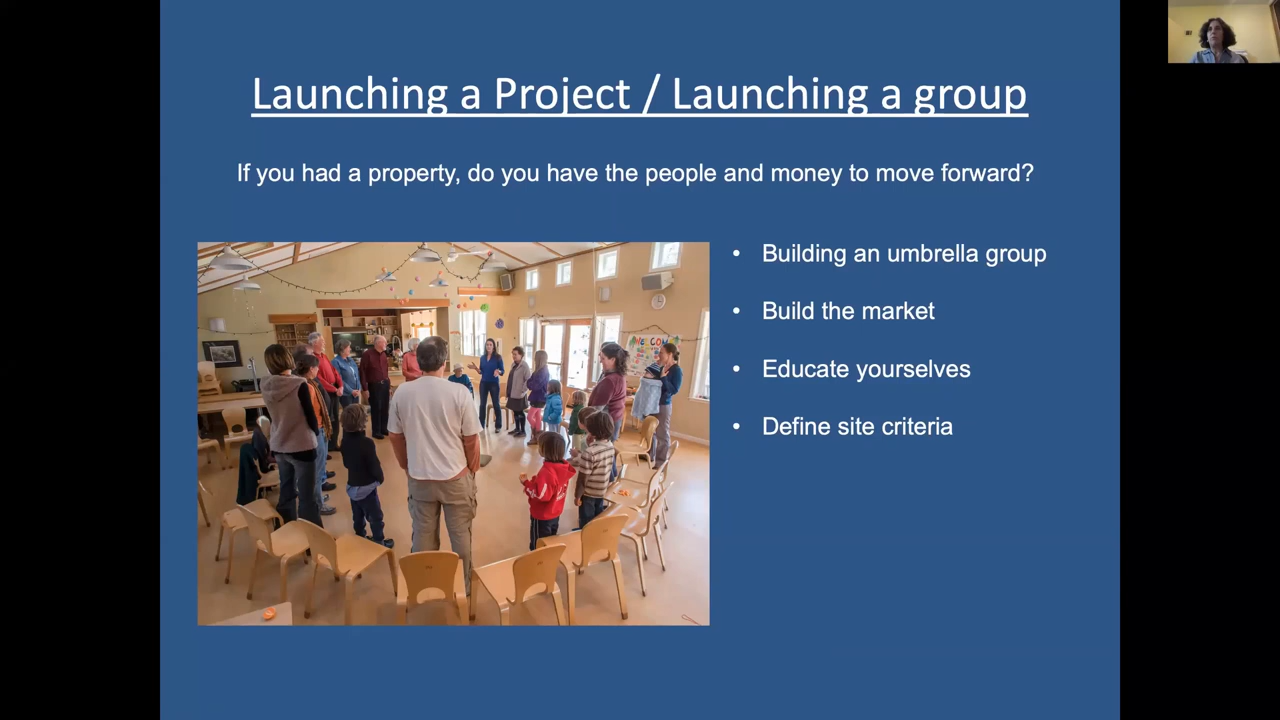 Launching a Project / Launching a group
If you had a property, do you have the people and money to move forward?
• Building an umbrella group
• Build the market
• Educate yourselves
• Define site criteria
WELCOME